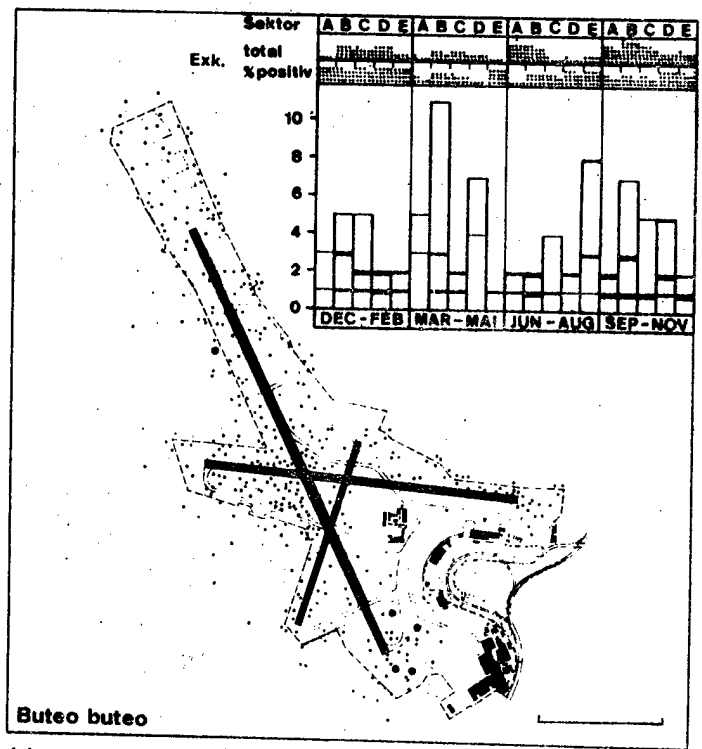 Sektor A B C D E A B C D E A B C D E A B C D E
Exk. total
% positiv
10
8
6
4
2
0
DEC - FEB MAR - MAI JUN - AUG SEP - NOV
Buteo buteo